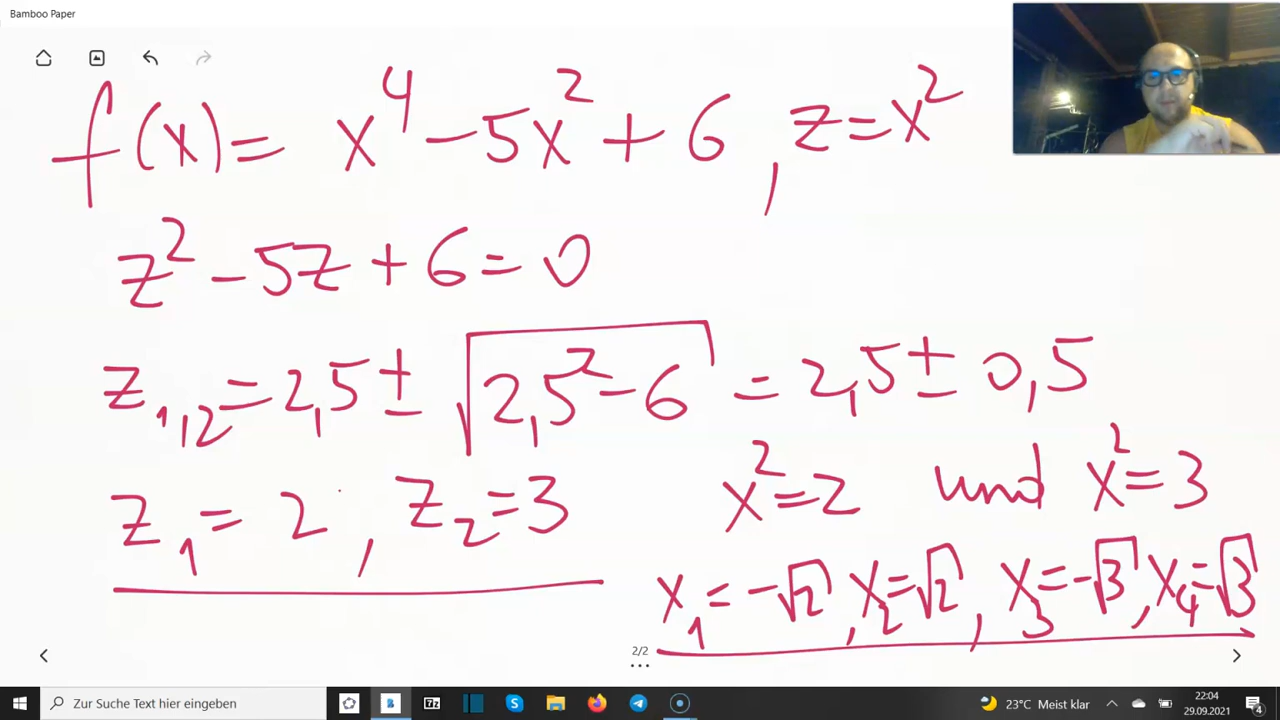 Bamboo Paper
f(x) = x⁴ - 5x² + 6 , z = x²
z² - 5z + 6 = 0
z₁,₂ = 2,5 ± √(2,5² - 6) = 2,5 ± 0,5
z₁ = 2 , z₂ = 3
x² = 2 und x² = 3
x₁ = -√2 , x₂ = √2 , x₃ = -√3 , x₄ = √3
2/2
Zur Suche Text hier eingeben
23°C Meist klar
22:04
29.09.2021
4
7z